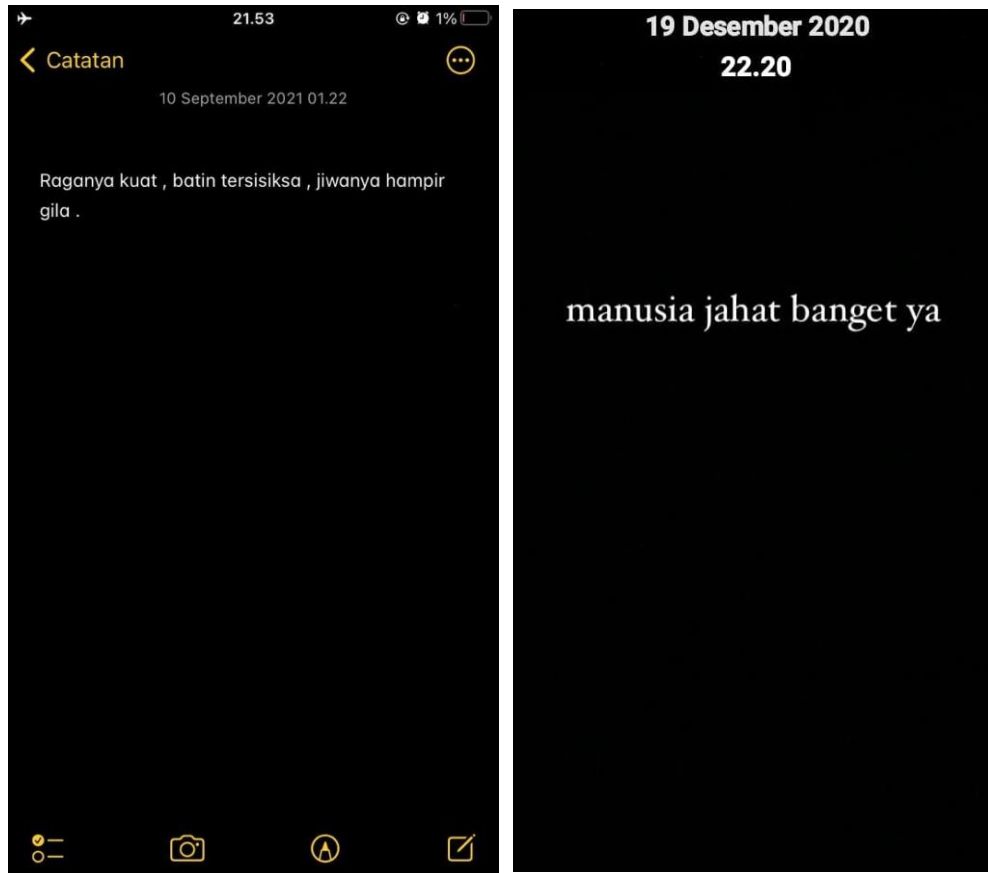 21.53
1%
Catatan
10 September 2021 01.22
Raganya kuat , batin tersisiksa , jiwanya hampir
gila .
19 Desember 2020
22.20
manusia jahat banget ya